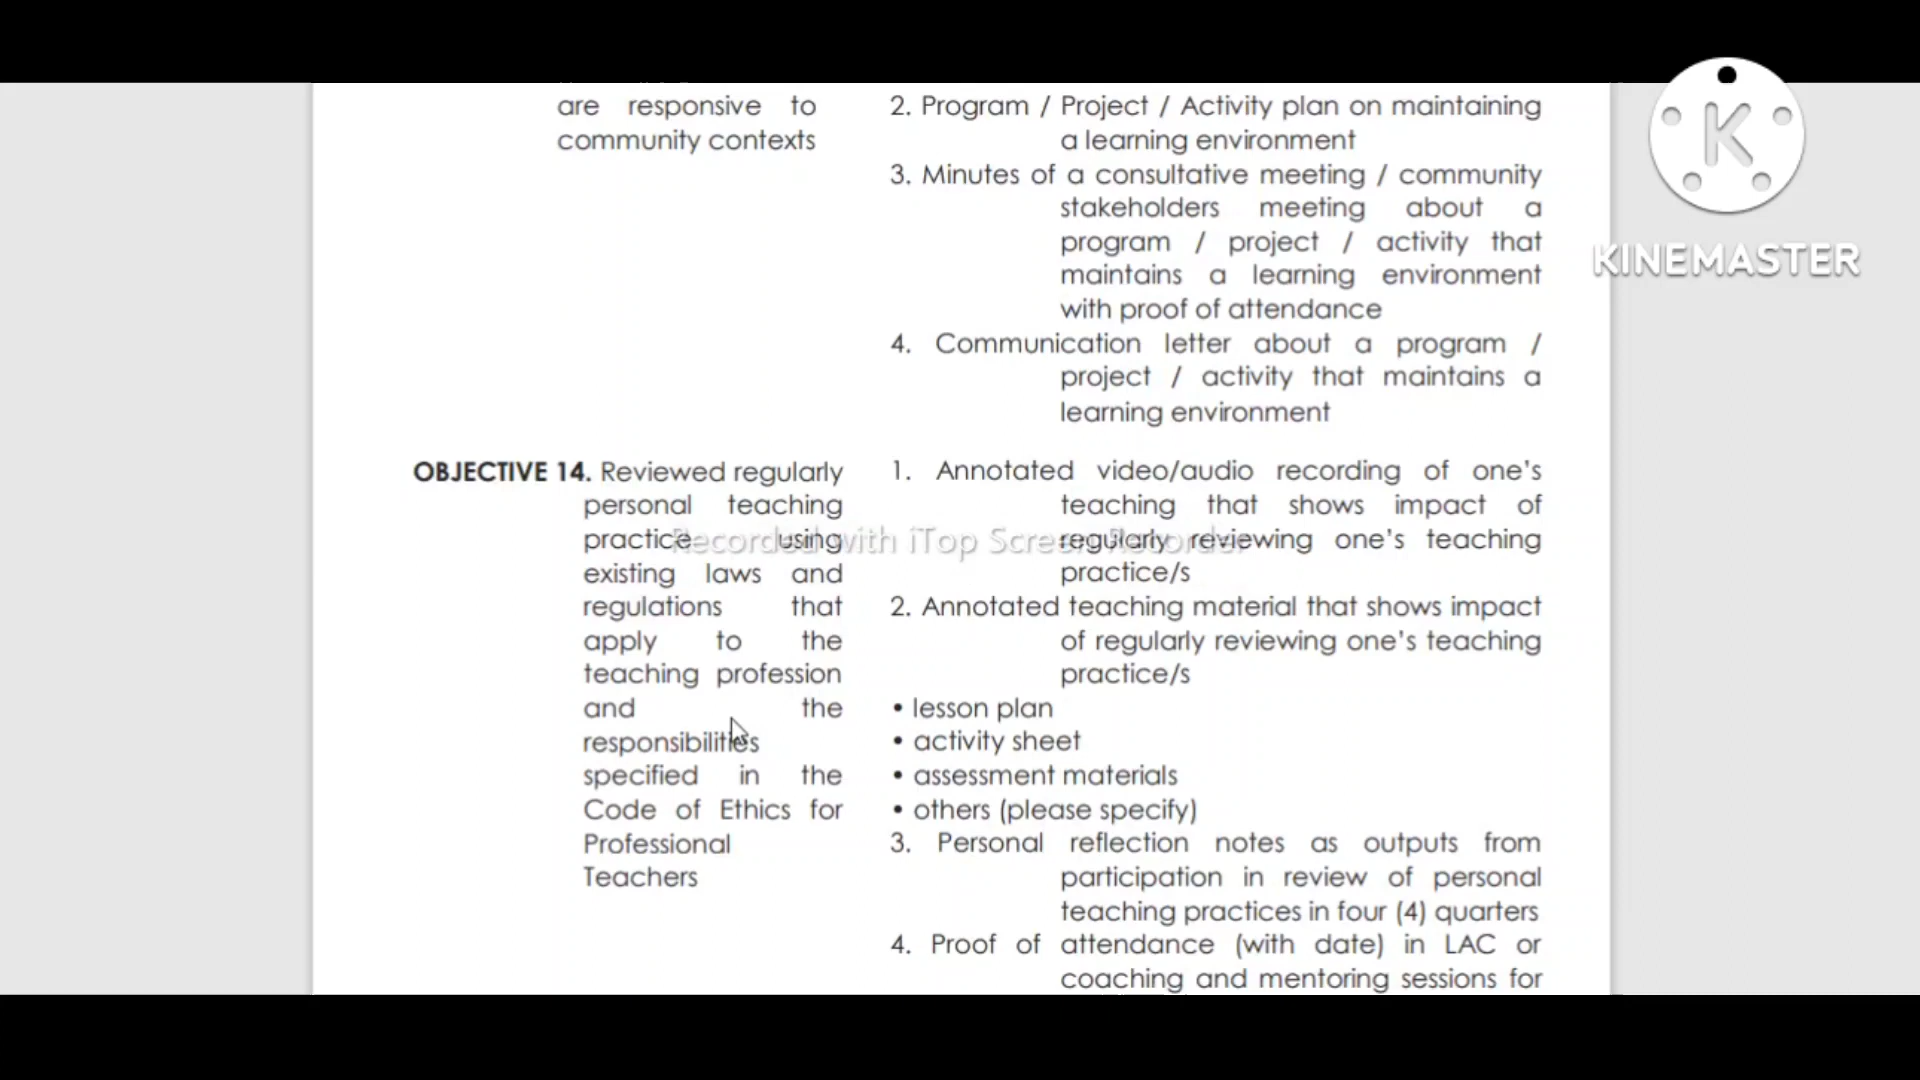 are responsive to
community contexts
2. Program / Project / Activity plan on maintaining
a learning environment
3. Minutes of a consultative meeting / community
stakeholders meeting about a
program / project / activity that
maintains a learning environment
with proof of attendance
4. Communication letter about a program /
project / activity that maintains a
learning environment
OBJECTIVE 14. Reviewed regularly
personal teaching
practice using
existing laws and
regulations that
apply to the
teaching profession
and the
responsibilities
specified in the
Code of Ethics for
Professional
Teachers
1. Annotated video/audio recording of one's
teaching that shows impact of
regularly reviewing one's teaching
practice/s
2. Annotated teaching material that shows impact
of regularly reviewing one's teaching
practice/s
• lesson plan
• activity sheet
• assessment materials
• others (please specify)
3. Personal reflection notes as outputs from
participation in review of personal
teaching practices in four (4) quarters
4. Proof of attendance (with date) in LAC or
coaching and mentoring sessions for
Recorded with iTop Screen Recorder
K
KINEMASTER